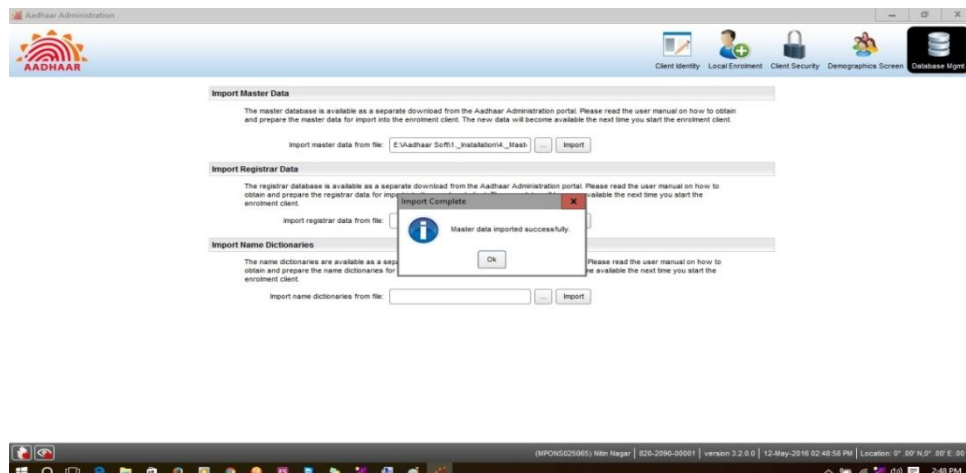 Aadhaar Administration
AADHAAR
Client Identity Local Enrolment Client Security Demographics Screen Database Mgmt
Import Master Data
The master database is available as a separate download from the Aadhaar Administration portal. Please read the user manual on how to obtain
and prepare the master data for import into the enrolment client. The new data will become available the next time you start the enrolment client.
Import master data from file: E:\Aadhaar Soft\1._Installation\4._Mast ... Import
Import Registrar Data
The registrar database is available as a separate download from the Aadhaar Administration portal. Please read the user manual on how to
obtain and prepare the registrar data for available the next time you start the
enrolment client.
Import Complete
Import registrar data from file:
Master data imported successfully.
Ok
Import Name Dictionaries
The name dictionaries are available as a Please read the user manual on how to
obtain and prepare the name dictionaries for available the next time you start the
enrolment client.
Import name dictionaries from file: ... Import
(MPONS025065) Nitin Nagar 820-2090-00001 version 3.2.0.0 12-May-2016 02:48:58 PM Location: 0° .00' N,0° .00' E .00
2:48 PM